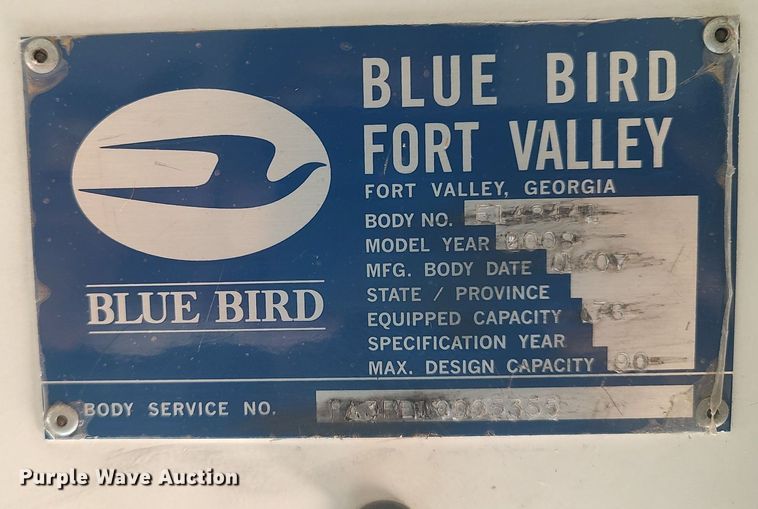 BLUE BIRD
FORT VALLEY
FORT VALLEY, GEORGIA
BODY NO.
MODEL YEAR
MFG. BODY DATE
STATE / PROVINCE
EQUIPPED CAPACITY
SPECIFICATION YEAR
MAX. DESIGN CAPACITY 90
BLUE BIRD
BODY SERVICE NO.
Purple Wave Auction